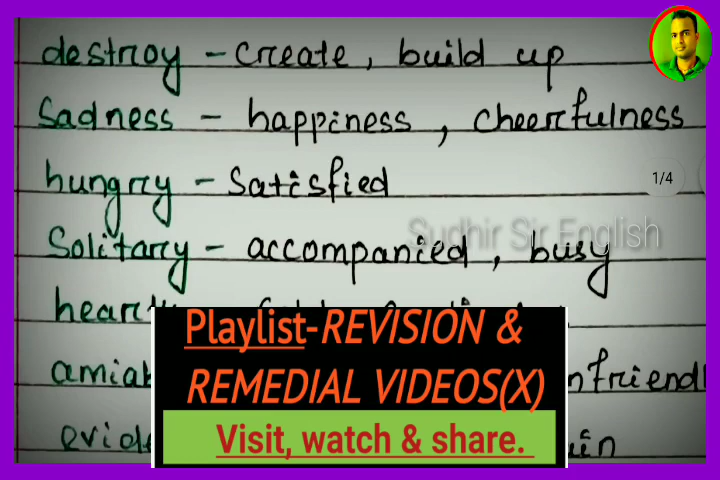 destroy - create, build up
Sadness - happiness, cheerfulness
hungry - Satisfied
1/4
Sudhir Sir English
Solitary - accompanied, busy
Playlist-REVISION &
REMEDIAL VIDEOS(X)
Visit, watch & share.